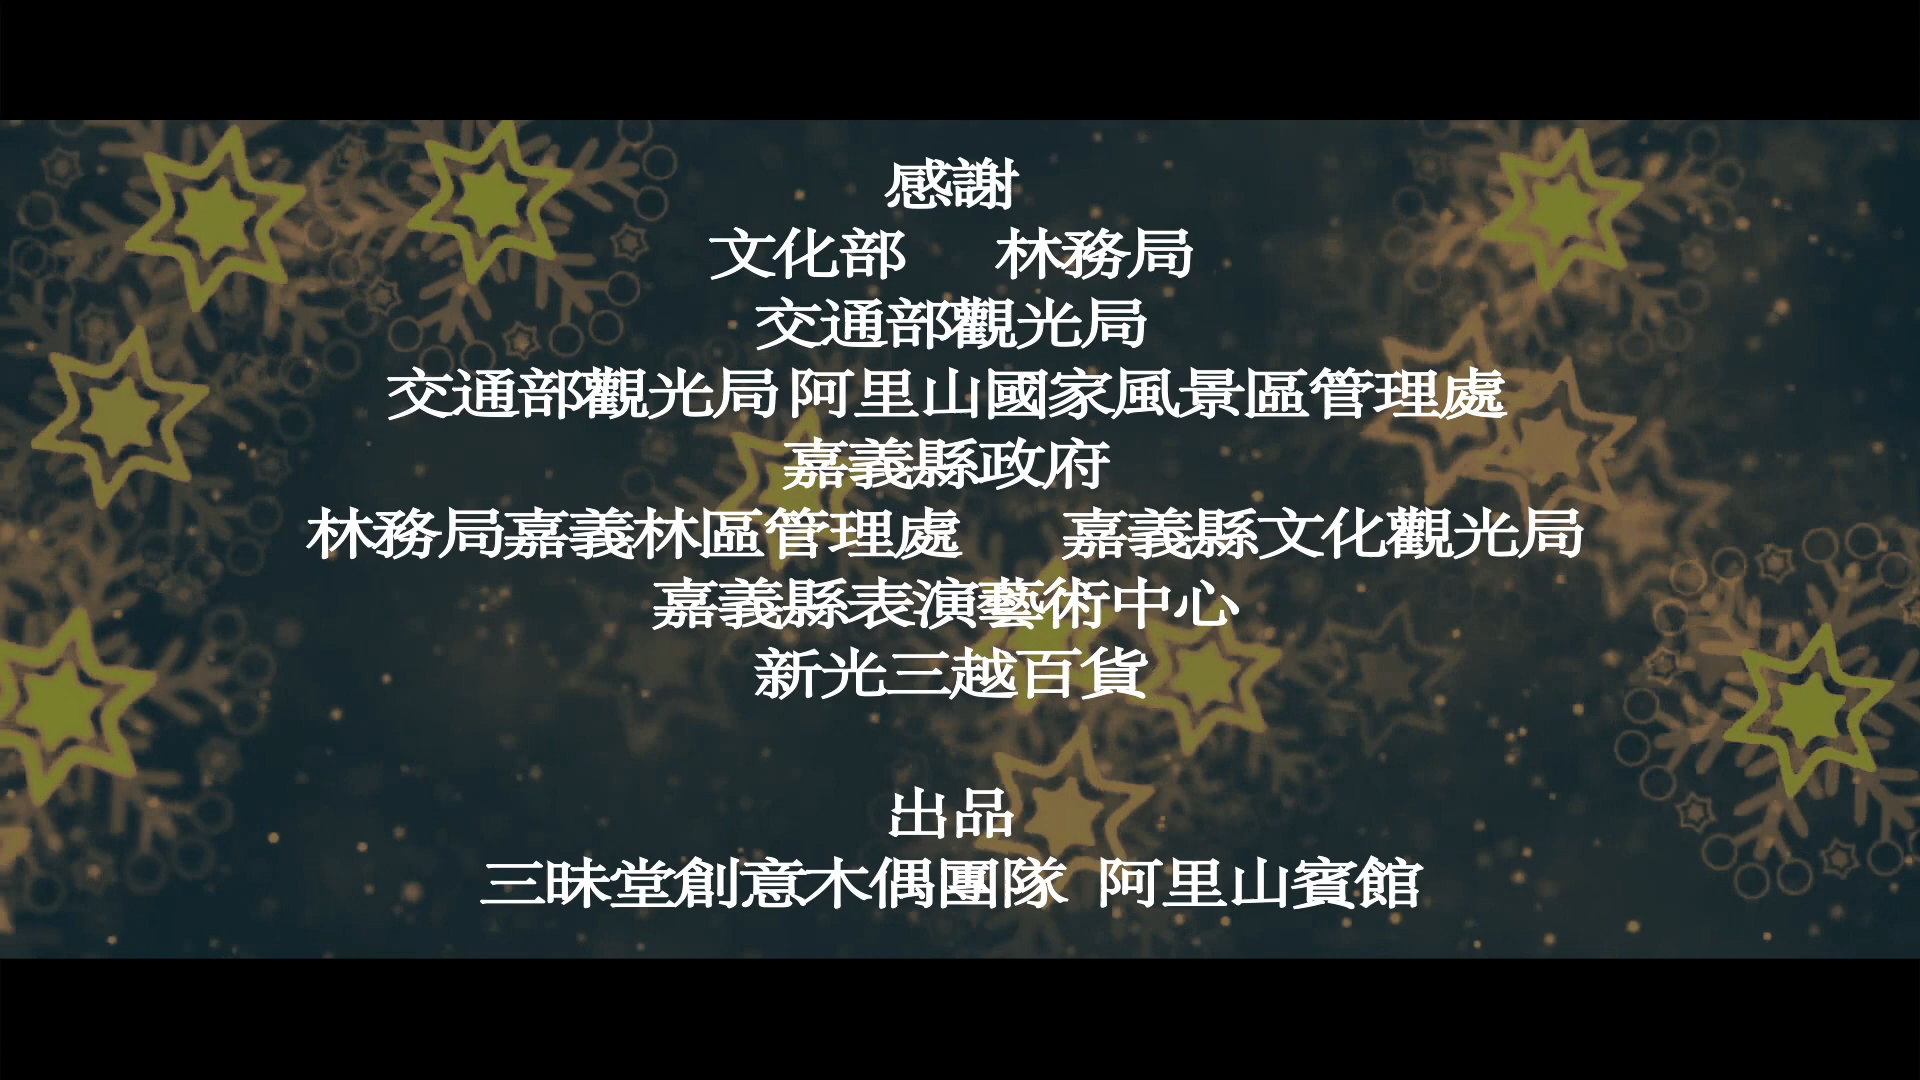 感謝
文化部 林務局
交通部觀光局
交通部觀光局 阿里山國家風景區管理處
嘉義縣政府
林務局嘉義林區管理處 嘉義縣文化觀光局
嘉義縣表演藝術中心
新光三越百貨
出品
三昧堂創意木偶團隊 阿里山賓館